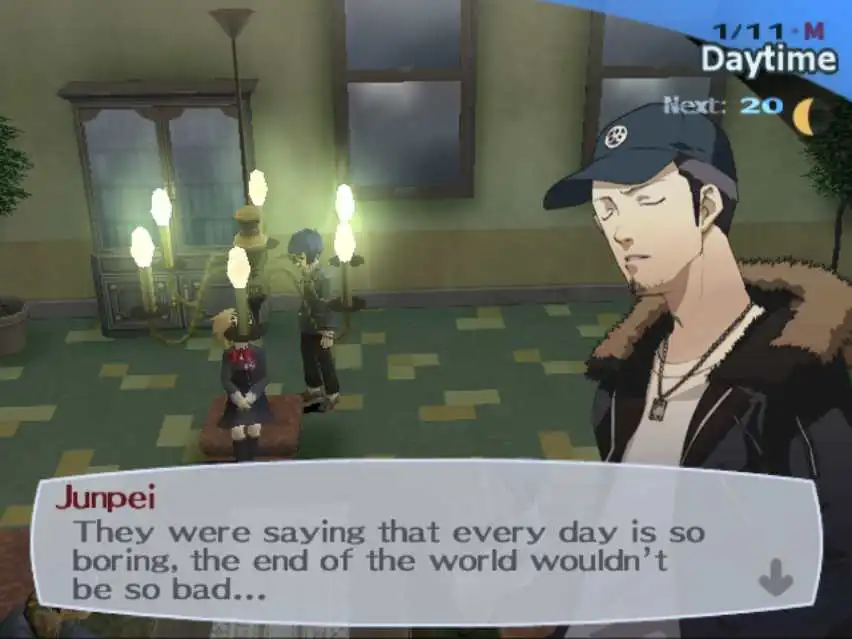 1/11・M
Daytime
Next: 20
Junpei
They were saying that every day is so
boring, the end of the world wouldn't
be so bad...